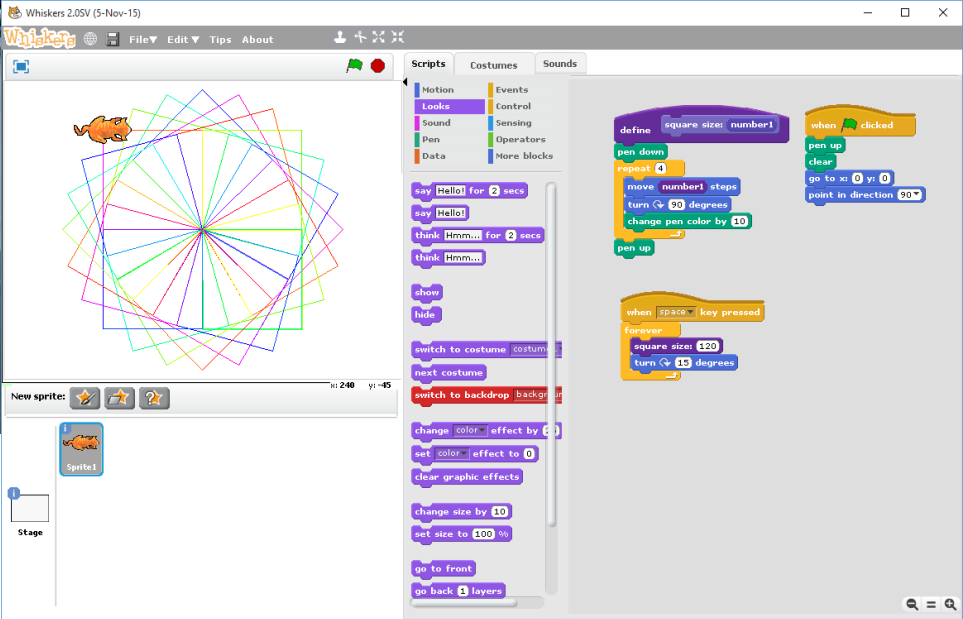 Whiskers 2.0SV (5-Nov-15)
Whiskers File▼ Edit▼ Tips About
x: 240 y: -45
New sprite:
i
Sprite1
i
Stage
Scripts Costumes Sounds
Motion Events
Looks Control
Sound Sensing
Pen Operators
Data More blocks
say Hello! for 2 secs
say Hello!
think Hmm... for 2 secs
think Hmm...
show
hide
switch to costume costume
next costume
switch to backdrop backgrou
change color effect by
set color effect to 0
clear graphic effects
change size by 10
set size to 100 %
go to front
go back 1 layers
define square size: number1
pen down
repeat 4
move number1 steps
turn 90 degrees
change pen color by 10
pen up
when clicked
pen up
clear
go to x: 0 y: 0
point in direction 90
when space key pressed
forever
square size: 120
turn 15 degrees